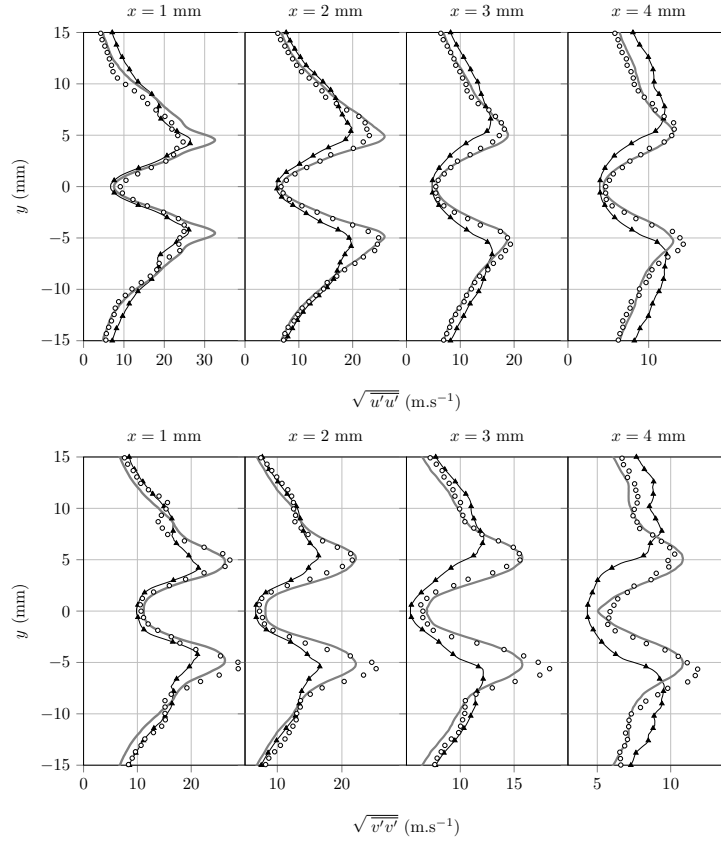 x = 1 mm
x = 2 mm
x = 3 mm
x = 4 mm
15
10
5
0
−5
−10
−15
y (mm)
0 10 20 30
10 20
0 10 20
0 10
√u′u′ (m.s⁻¹)
x = 1 mm
x = 2 mm
x = 3 mm
x = 4 mm
15
10
5
0
−5
−10
−15
y (mm)
0 10 20
10 20
10 15
5 10
√v′v′ (m.s⁻¹)